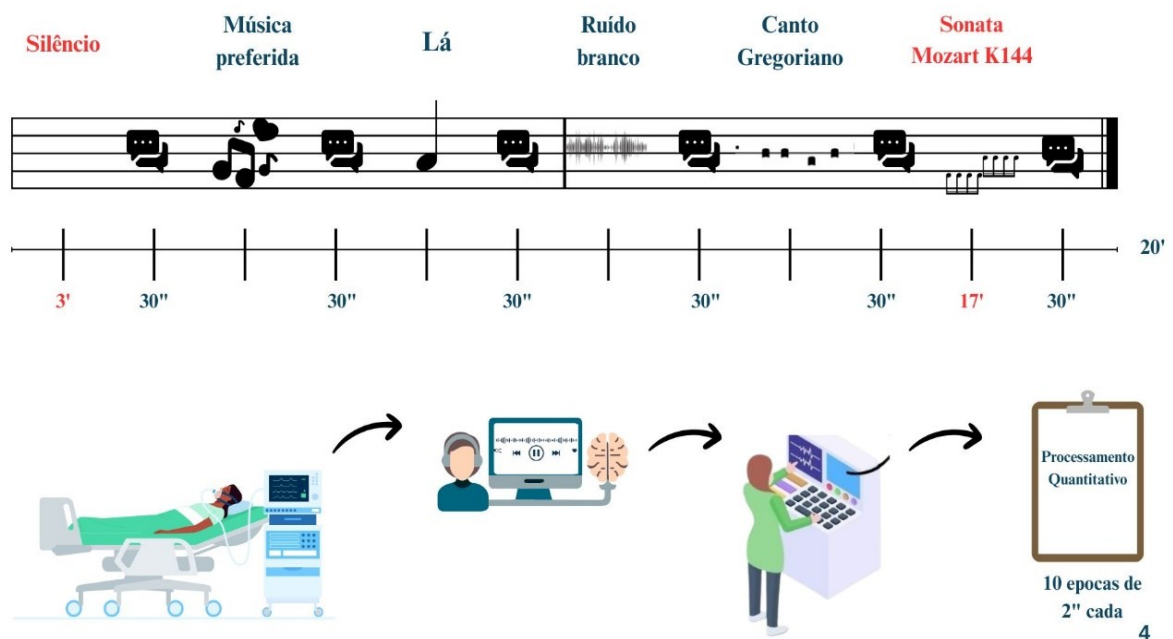 Silêncio
Música
preferida
Lá
Ruído
branco
Canto
Gregoriano
Sonata
Mozart K144
20'
3'
30"
30"
30"
30"
30"
17'
30"
Processamento
Quantitativo
10 epocas de
2" cada
4